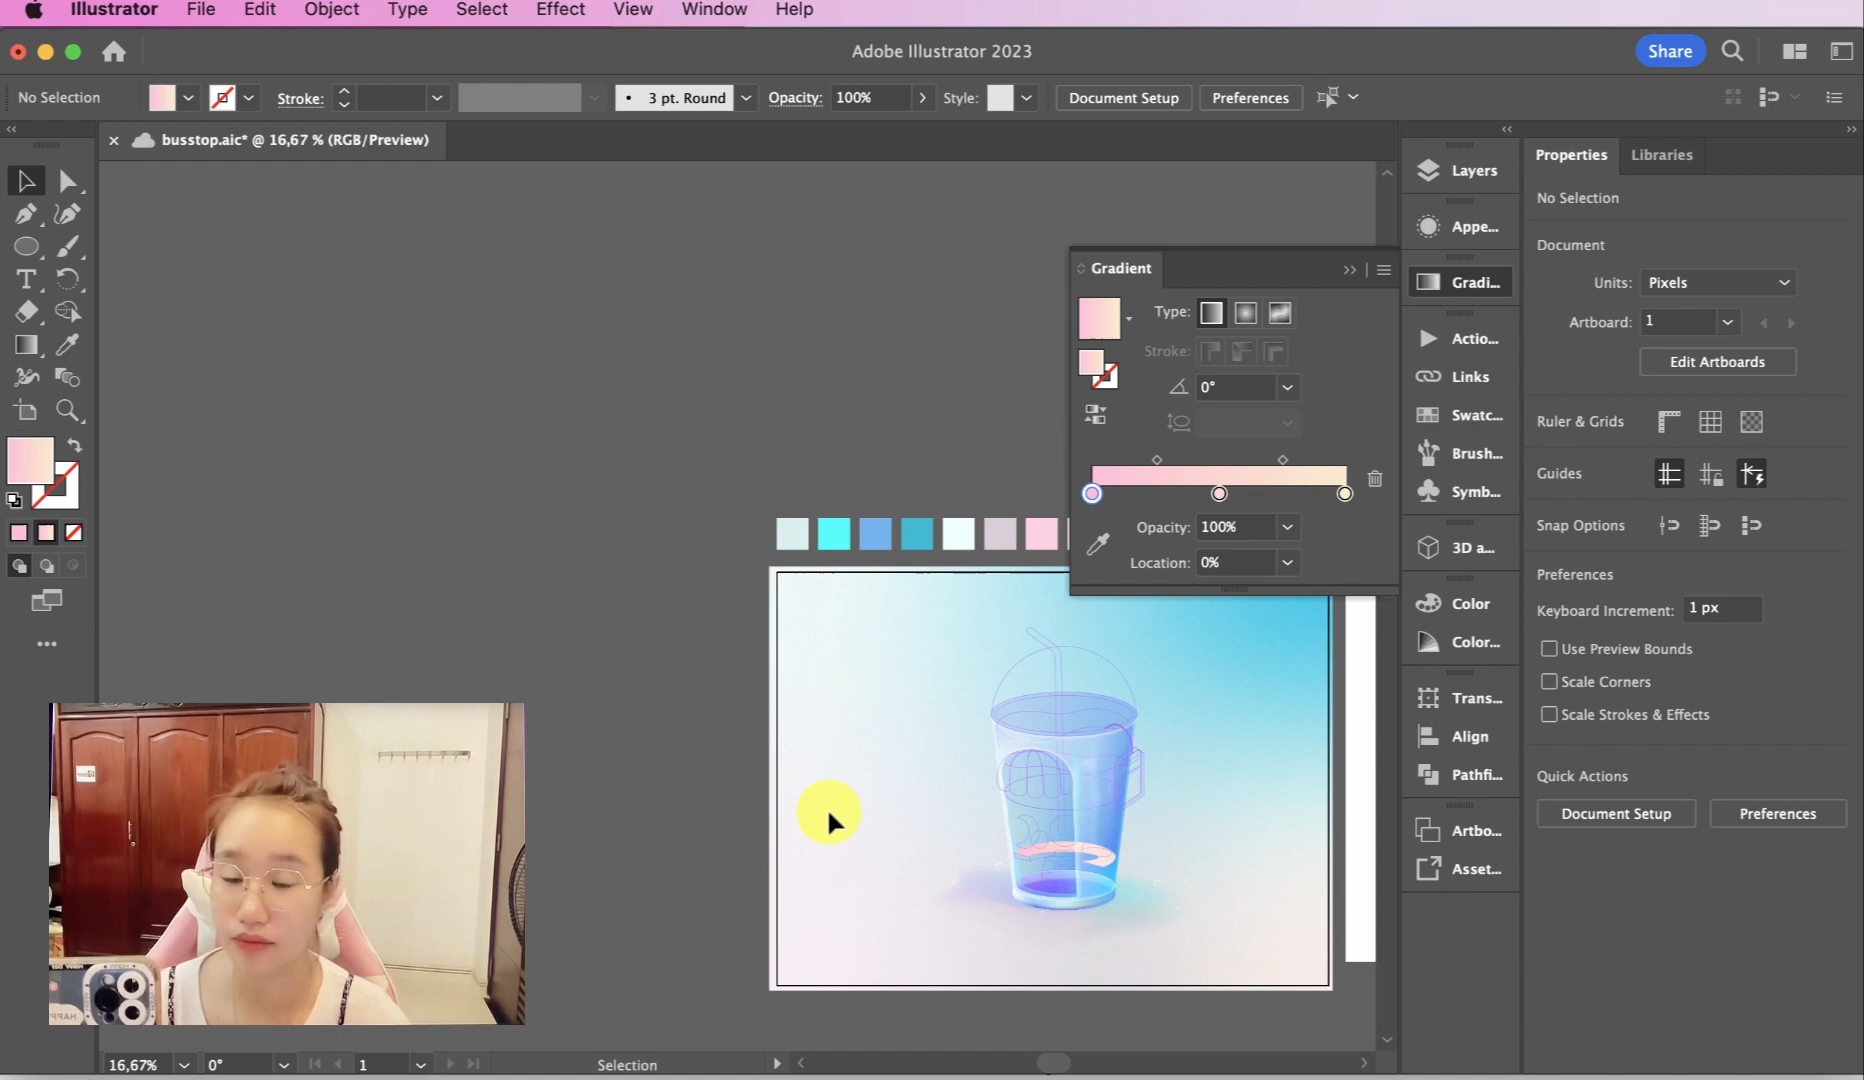 Illustrator File Edit Object Type Select Effect View Window Help
Adobe Illustrator 2023
Share
No Selection
Stroke:
3 pt. Round
Opacity: 100%
Style:
Document Setup
Preferences
busstop.aic* @ 16,67 % (RGB/Preview)
Gradient
Type:
Stroke:
0°
Opacity: 100%
Location: 0%
Layers
Appe...
Gradi...
Actio...
Links
Swatc...
Brush...
Symb...
3D a...
Color
Color...
Trans...
Align
Pathfi...
Artbo...
Asset...
Properties Libraries
No Selection
Document
Units: Pixels
Artboard: 1
Edit Artboards
Ruler & Grids
Guides
Snap Options
Preferences
Keyboard Increment: 1 px
Use Preview Bounds
Scale Corners
Scale Strokes & Effects
Quick Actions
Document Setup
Preferences
16,67% 0° 1 Selection